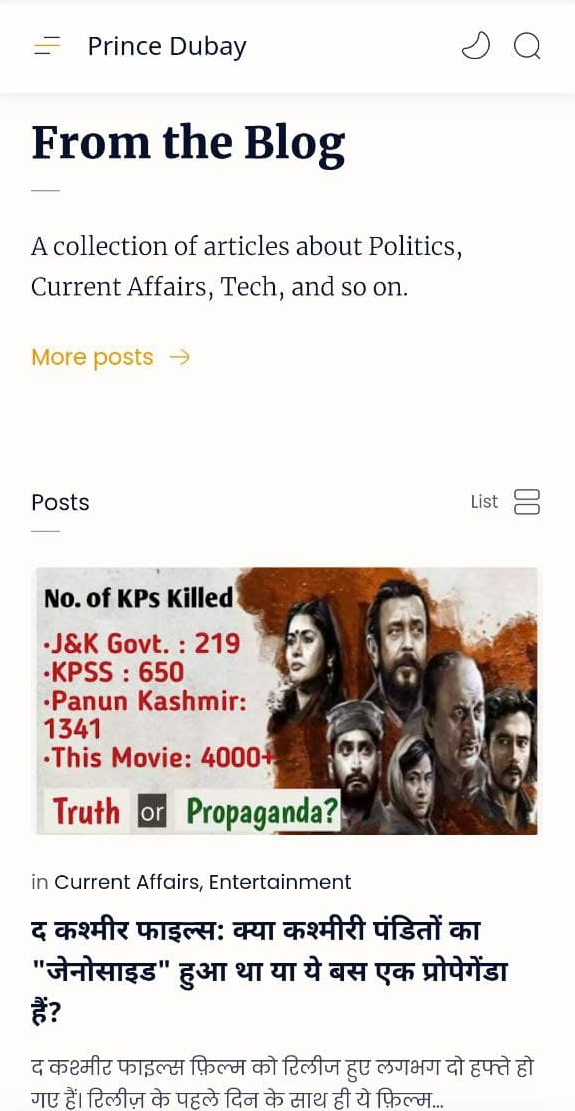 Prince Dubay
From the Blog
A collection of articles about Politics,
Current Affairs, Tech, and so on.
More posts
Posts
List
No. of KPs Killed
•J&K Govt. : 219
•KPSS : 650
•Panun Kashmir:
1341
•This Movie: 4000+
Truth or Propaganda?
in Current Affairs, Entertainment
द कश्मीर फाइल्स: क्या कश्मीरी पंडितों का
"जेनोसाइड" हुआ था या ये बस एक प्रोपेगेंडा
हैं?
द कश्मीर फाइल्स फ़िल्म को रिलीज हुए लगभग दो हफ्ते हो
गए हैं। रिलीज़ के पहले दिन के साथ ही ये फ़िल्म...